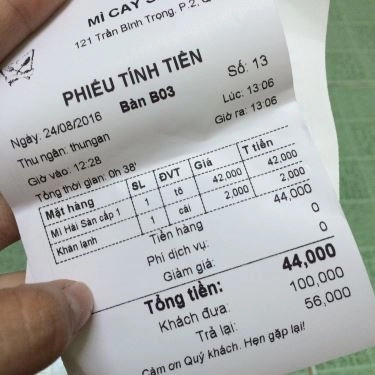 MÌ CAY
121 Trần Bình Trọng, P.2, Q
PHIẾU TÍNH TIỀN
Số: 13
Bàn B03
Ngày: 24/08/2016
Lúc: 13:06
Thu ngân: thungan
Giờ ra: 13:06
Giờ vào: 12:28
Tổng thời gian: 0h 38'
Mặt hàng SL ĐVT Giá T tiền
Mì Hải Sản cấp 1 1 tô 42,000 42,000
Khăn lạnh 1 cái 2,000 2,000
Tiền hàng 44,000
Phí dịch vụ: 0
Giảm giá: 0
Tổng tiền: 44,000
Khách đưa: 100,000
Trả lại: 56,000
Cảm ơn Quý khách. Hẹn gặp lại!